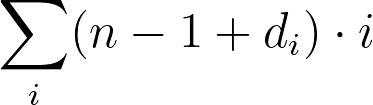 ∑_i (n − 1 + d_i) · i